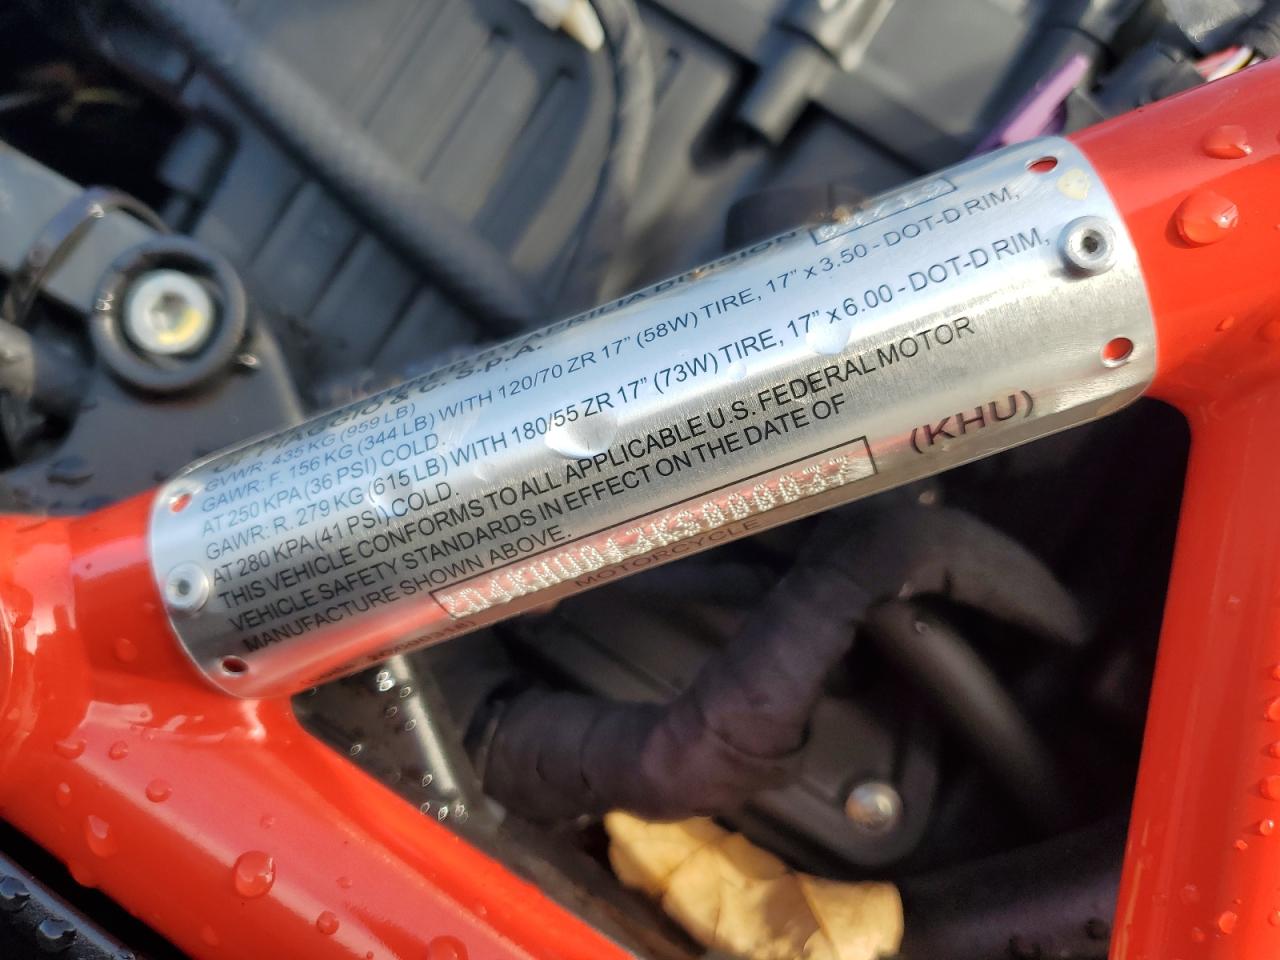 APRILIA DIVISION
OF PIAGGIO & C. S.p.A.
GVWR: 435 KG (959 LB)
GAWR: F. 156 KG (344 LB) WITH 120/70 ZR 17" (58W) TIRE, 17" x 3.50 - DOT-D RIM,
AT 250 KPA (36 PSI) COLD.
GAWR: R. 279 KG (615 LB) WITH 180/55 ZR 17" (73W) TIRE, 17" x 6.00 - DOT-D RIM,
AT 280 KPA (41 PSI) COLD.
THIS VEHICLE CONFORMS TO ALL APPLICABLE U.S. FEDERAL MOTOR
VEHICLE SAFETY STANDARDS IN EFFECT ON THE DATE OF
MANUFACTURE SHOWN ABOVE.
(KHU)
MOTORCYCLE